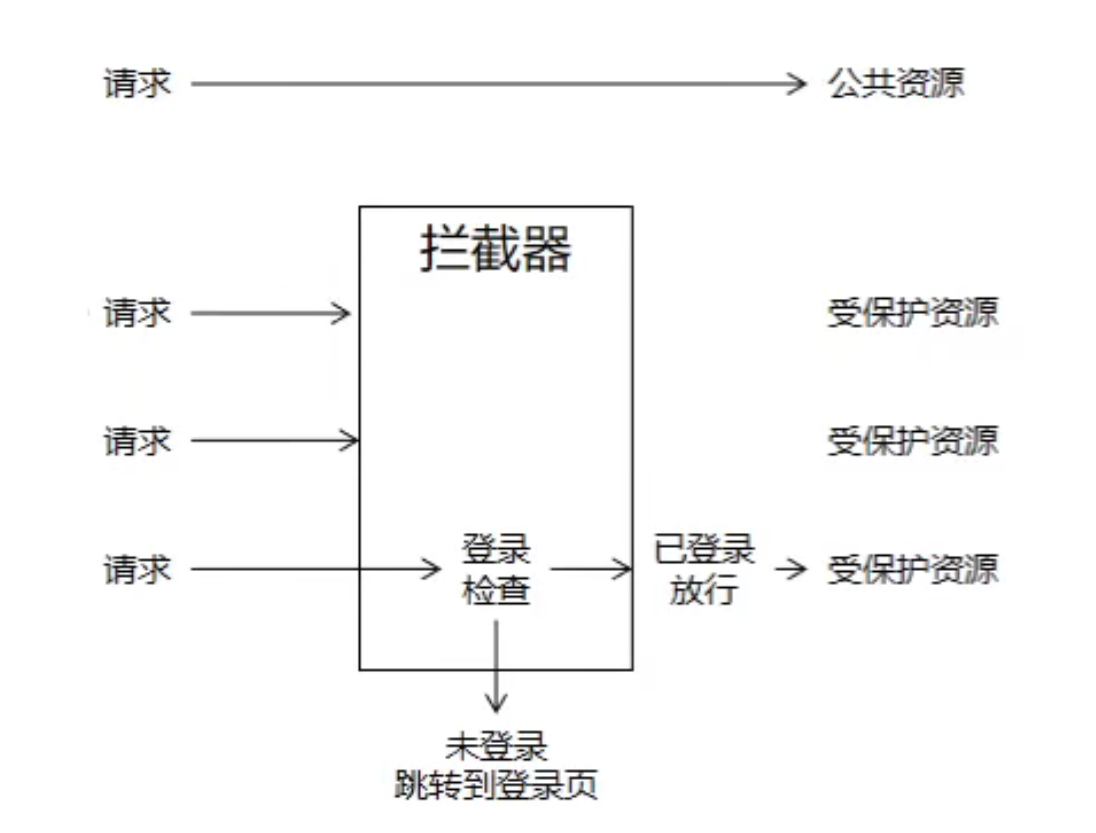 请求
公共资源
拦截器
请求
受保护资源
请求
受保护资源
请求
登录
检查
已登录
放行
受保护资源
未登录
跳转到登录页